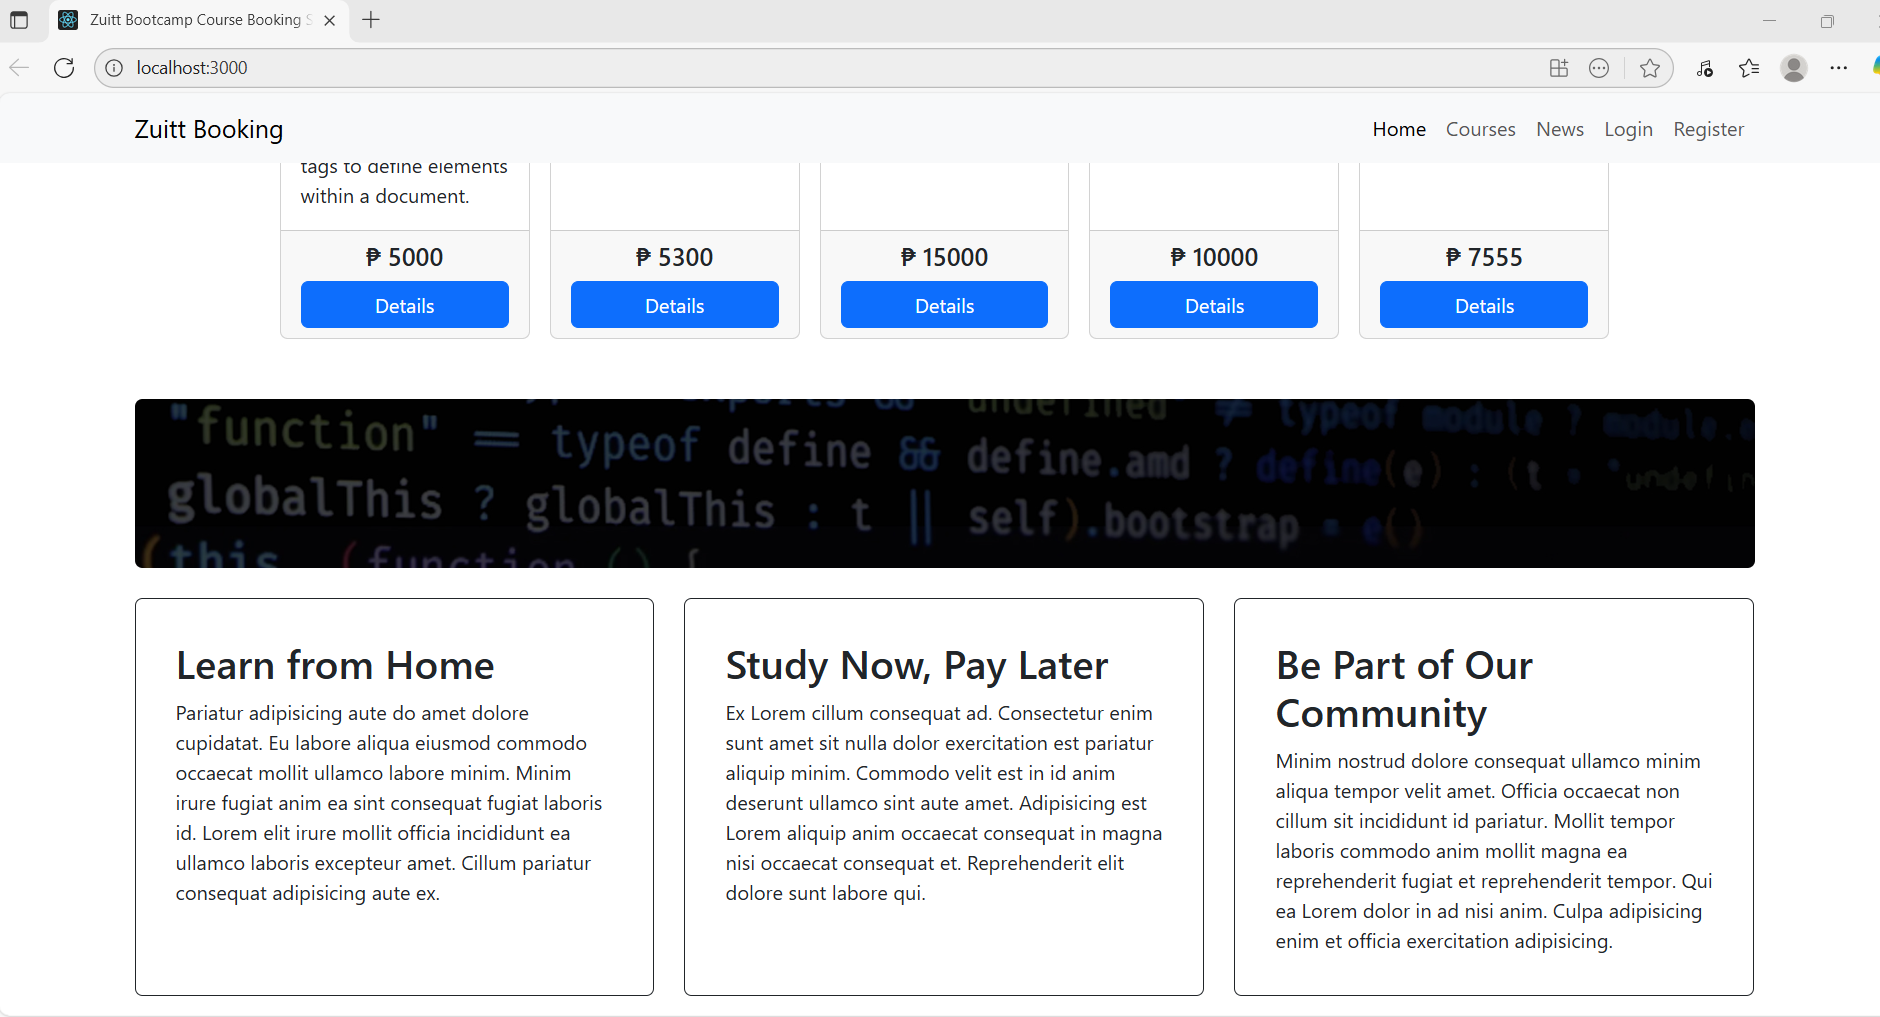 Zuitt Bootcamp Course Booking S
localhost:3000
Zuitt Booking
Home Courses News Login Register
tags to define elements
within a document.
₱ 5000
Details
₱ 5300
Details
₱ 15000
Details
₱ 10000
Details
₱ 7555
Details
exports && undefined ≠ typeof module ? module.e
"function" == typeof define && define.amd ? define(e) : (t = "undefin
globalThis ? globalThis : t || self).bootstrap = e()
(this, (function () {
Learn from Home
Pariatur adipisicing aute do amet dolore
cupidatat. Eu labore aliqua eiusmod commodo
occaecat mollit ullamco labore minim. Minim
irure fugiat anim ea sint consequat fugiat laboris
id. Lorem elit irure mollit officia incididunt ea
ullamco laboris excepteur amet. Cillum pariatur
consequat adipisicing aute ex.
Study Now, Pay Later
Ex Lorem cillum consequat ad. Consectetur enim
sunt amet sit nulla dolor exercitation est pariatur
aliquip minim. Commodo velit est in id anim
deserunt ullamco sint aute amet. Adipisicing est
Lorem aliquip anim occaecat consequat in magna
nisi occaecat consequat et. Reprehenderit elit
dolore sunt labore qui.
Be Part of Our
Community
Minim nostrud dolore consequat ullamco minim
aliqua tempor velit amet. Officia occaecat non
cillum sit incididunt id pariatur. Mollit tempor
laboris commodo anim mollit magna ea
reprehenderit fugiat et reprehenderit tempor. Qui
ea Lorem dolor in ad nisi anim. Culpa adipisicing
enim et officia exercitation adipisicing.